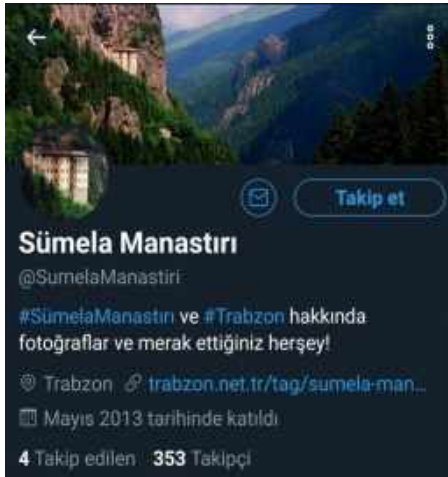 Takip et
Sümela Manastırı
@SumelaManastiri
#SümelaManastırı ve #Trabzon hakkında
fotoğraflar ve merak ettiğiniz herşey!
Trabzon trabzon.net.tr/tag/sumela-man...
Mayıs 2013 tarihinde katıldı
4 Takip edilen 353 Takipçi